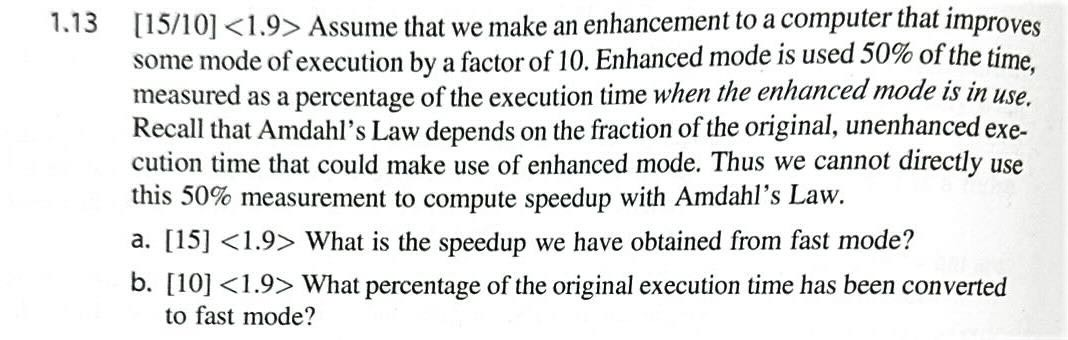 1.13 [15/10] <1.9> Assume that we make an enhancement to a computer that improves
some mode of execution by a factor of 10. Enhanced mode is used 50% of the time,
measured as a percentage of the execution time when the enhanced mode is in use.
Recall that Amdahl's Law depends on the fraction of the original, unenhanced exe-
cution time that could make use of enhanced mode. Thus we cannot directly use
this 50% measurement to compute speedup with Amdahl's Law.
a. [15] <1.9> What is the speedup we have obtained from fast mode?
b. [10] <1.9> What percentage of the original execution time has been converted
to fast mode?